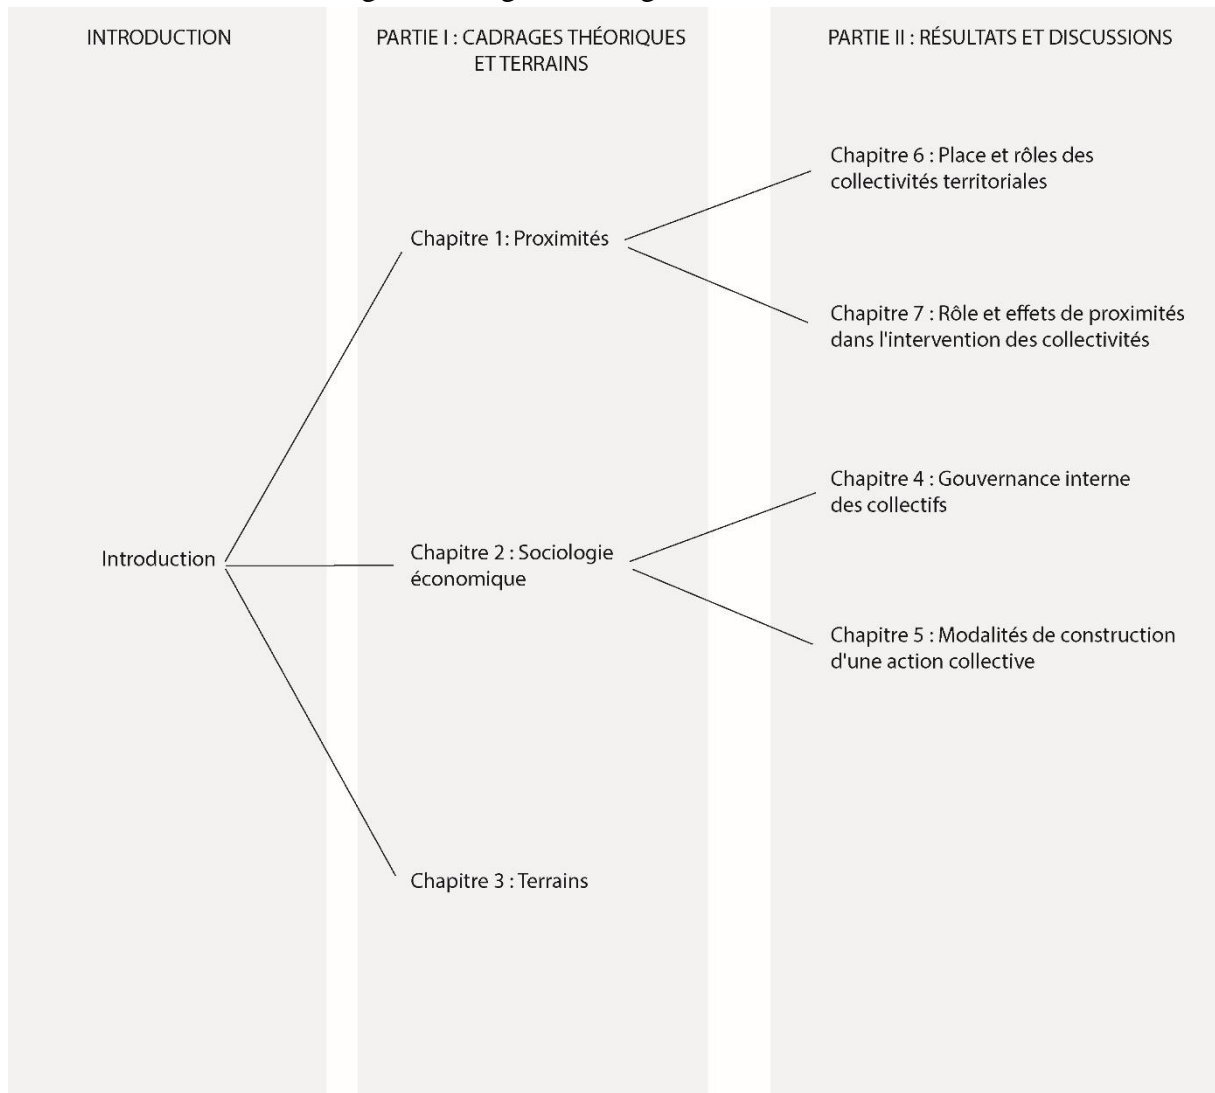 INTRODUCTION
PARTIE I : CADRAGES THÉORIQUES
ET TERRAINS
PARTIE II : RÉSULTATS ET DISCUSSIONS
Introduction
Chapitre 1: Proximités
Chapitre 2 : Sociologie
économique
Chapitre 3 : Terrains
Chapitre 6 : Place et rôles des
collectivités territoriales
Chapitre 7 : Rôle et effets de proximités
dans l'intervention des collectivités
Chapitre 4 : Gouvernance interne
des collectifs
Chapitre 5 : Modalités de construction
d'une action collective